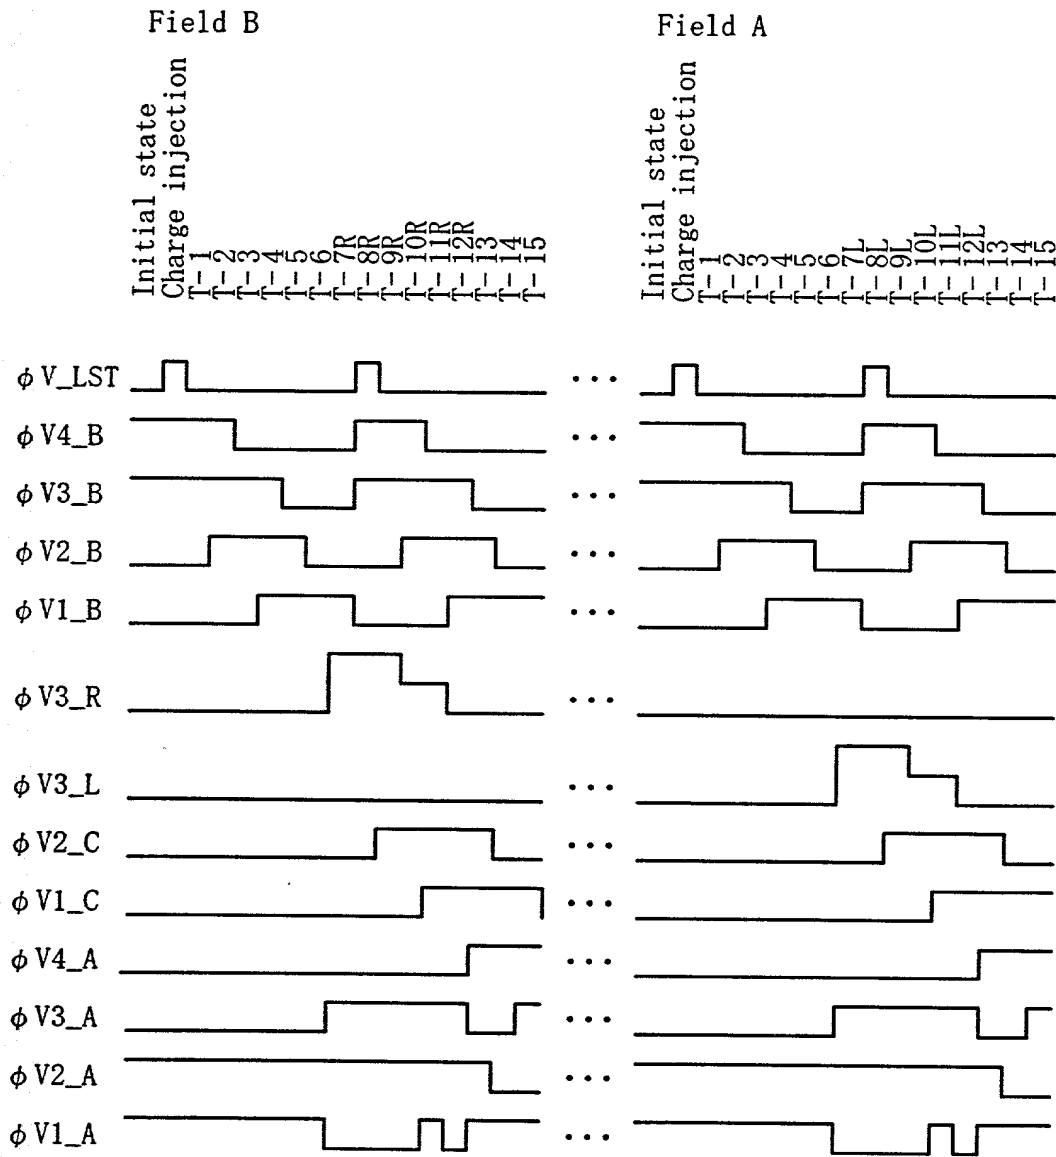 Field B
Field A
Initial state
Charge injection
T-1
T-2
T-3
T-4
T-5
T-6
T-7R
T-8R
T-9R
T-10R
T-11R
T-12R
T-13
T-14
T-15
Initial state
Charge injection
T-1
T-2
T-3
T-4
T-5
T-6
T-7L
T-8L
T-9L
T-10L
T-11L
T-12L
T-13
T-14
T-15
φV_LST ...
φV4_B ...
φV3_B ...
φV2_B ...
φV1_B ...
φV3_R ...
φV3_L ...
φV2_C ...
φV1_C ...
φV4_A ...
φV3_A ...
φV2_A ...
φV1_A ...